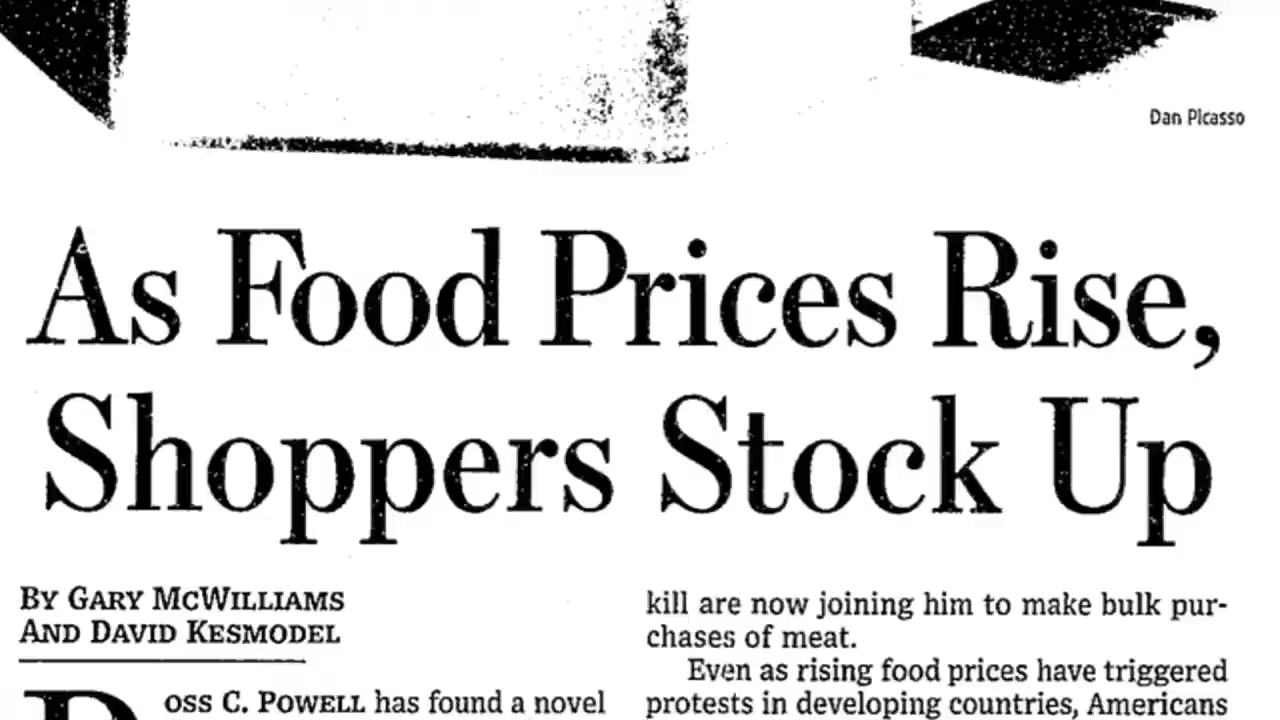 Dan Picasso
As Food Prices Rise,
Shoppers Stock Up
BY GARY MCWILLIAMS
AND DAVID KESMODEL
OSS C. POWELL has found a novel
kill are now joining him to make bulk pur-
chases of meat.
Even as rising food prices have triggered
protests in developing countries, Americans